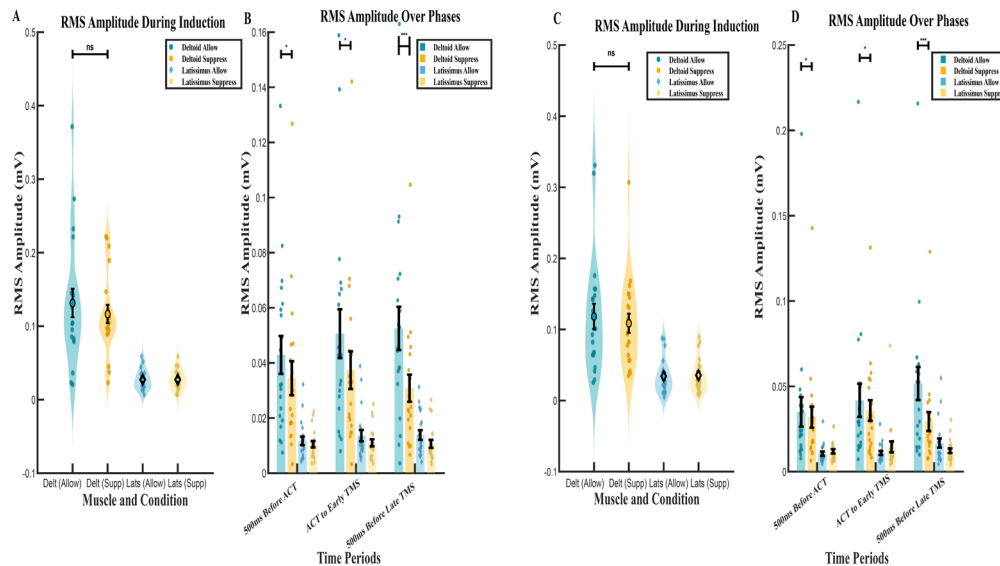 A
RMS Amplitude During Induction
0.5
0.4
0.3
0.2
0.1
0
-0.1
RMS Amplitude (mV)
ns
Deltoid Allow
Deltoid Suppress
Latissimus Allow
Latissimus Suppress
Delt (Allow) Delt (Supp) Lats (Allow) Lats (Supp)
Muscle and Condition
B
RMS Amplitude Over Phases
0.16
0.14
0.12
0.1
0.08
0.06
0.04
0.02
0
RMS Amplitude (mV)
*
*
***
Deltoid Allow
Deltoid Suppress
Latissimus Allow
Latissimus Suppress
500ms Before ACT
ACT to Early TMS
500ms Before Late TMS
Time Periods
C
RMS Amplitude During Induction
0.5
0.4
0.3
0.2
0.1
0
-0.1
RMS Amplitude (mV)
ns
Deltoid Allow
Deltoid Suppress
Latissimus Allow
Latissimus Suppress
Delt (Allow) Delt (Supp) Lats (Allow) Lats (Supp)
Muscle and Condition
D
RMS Amplitude Over Phases
0.25
0.2
0.15
0.1
0.05
0
RMS Amplitude (mV)
*
*
***
Deltoid Allow
Deltoid Suppress
Latissimus Allow
Latissimus Suppress
500ms Before ACT
ACT to Early TMS
500ms Before Late TMS
Time Periods